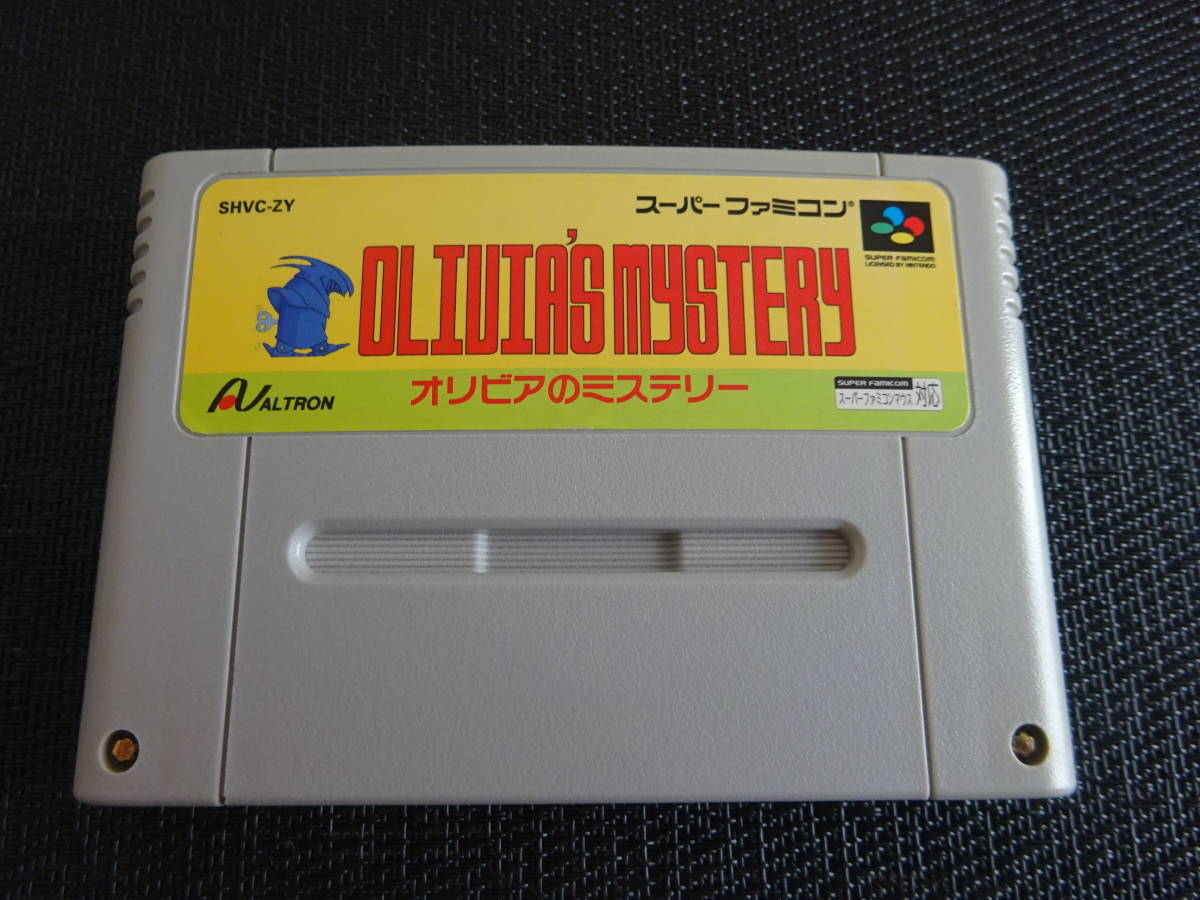 SHVC-ZY
スーパーファミコン®
SUPER FAMICOM
LICENSED BY NINTENDO
OLIVIA'S MYSTERY
オリビアのミステリー
ALTRON
SUPER FAMICOM
スーパーファミコンマウス 対応